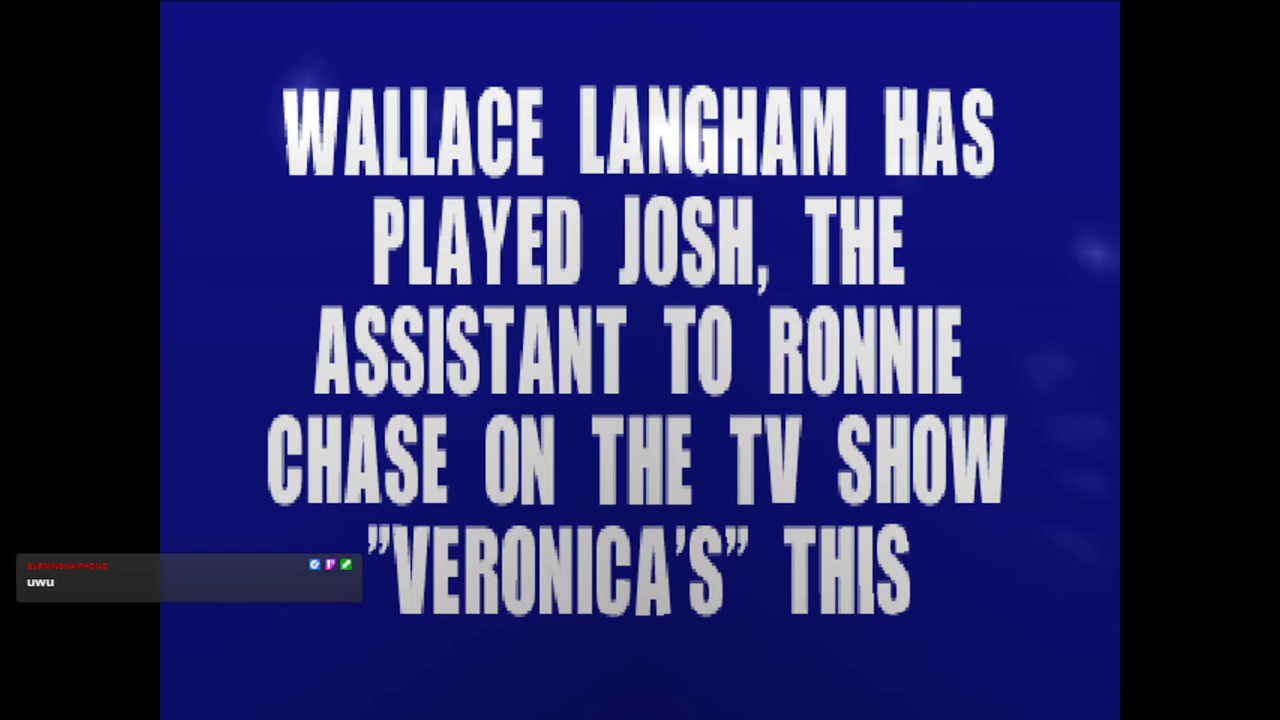 WALLACE LANGHAM HAS
PLAYED JOSH, THE
ASSISTANT TO RONNIE
CHASE ON THE TV SHOW
"VERONICA'S" THIS
uwu